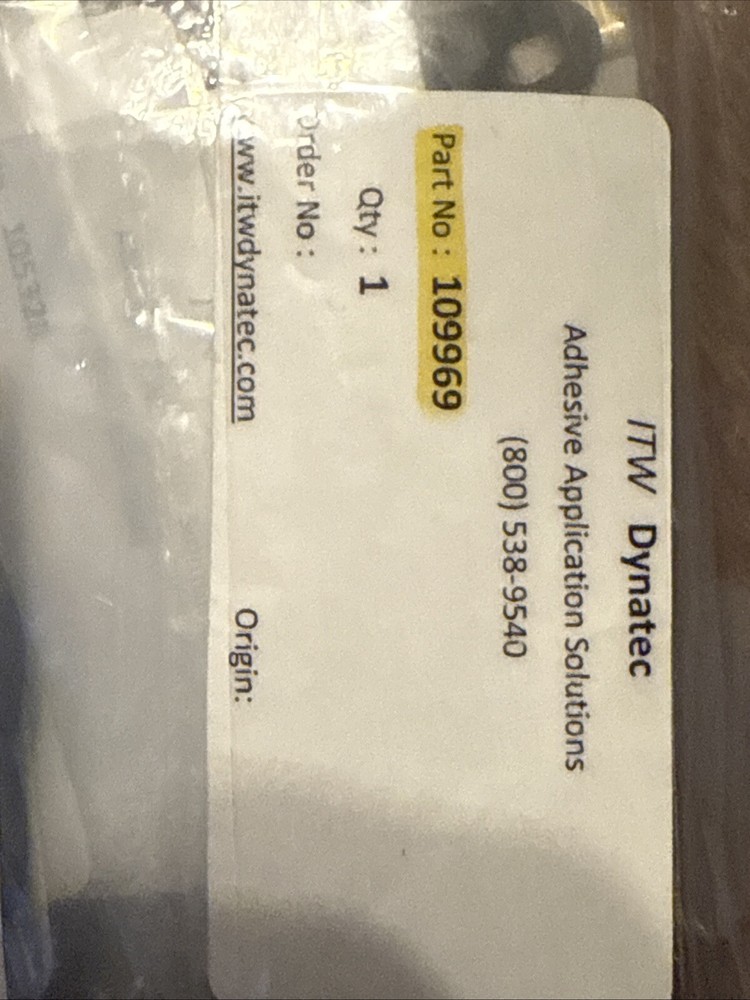 ITW Dynatec
Adhesive Application Solutions
(800) 538-9540
Part No : 109969
Qty : 1
Order No :
www.itwdynatec.com
Origin: